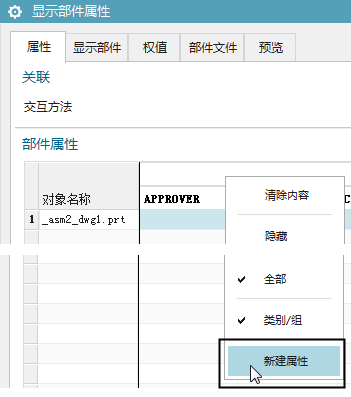 显示部件属性
属性 显示部件 权值 部件文件 预览
关联
交互方法
部件属性
对象名称 APPROVER
1 _asm2_dwg1.prt
清除内容
隐藏
全部
类别/组
新建属性